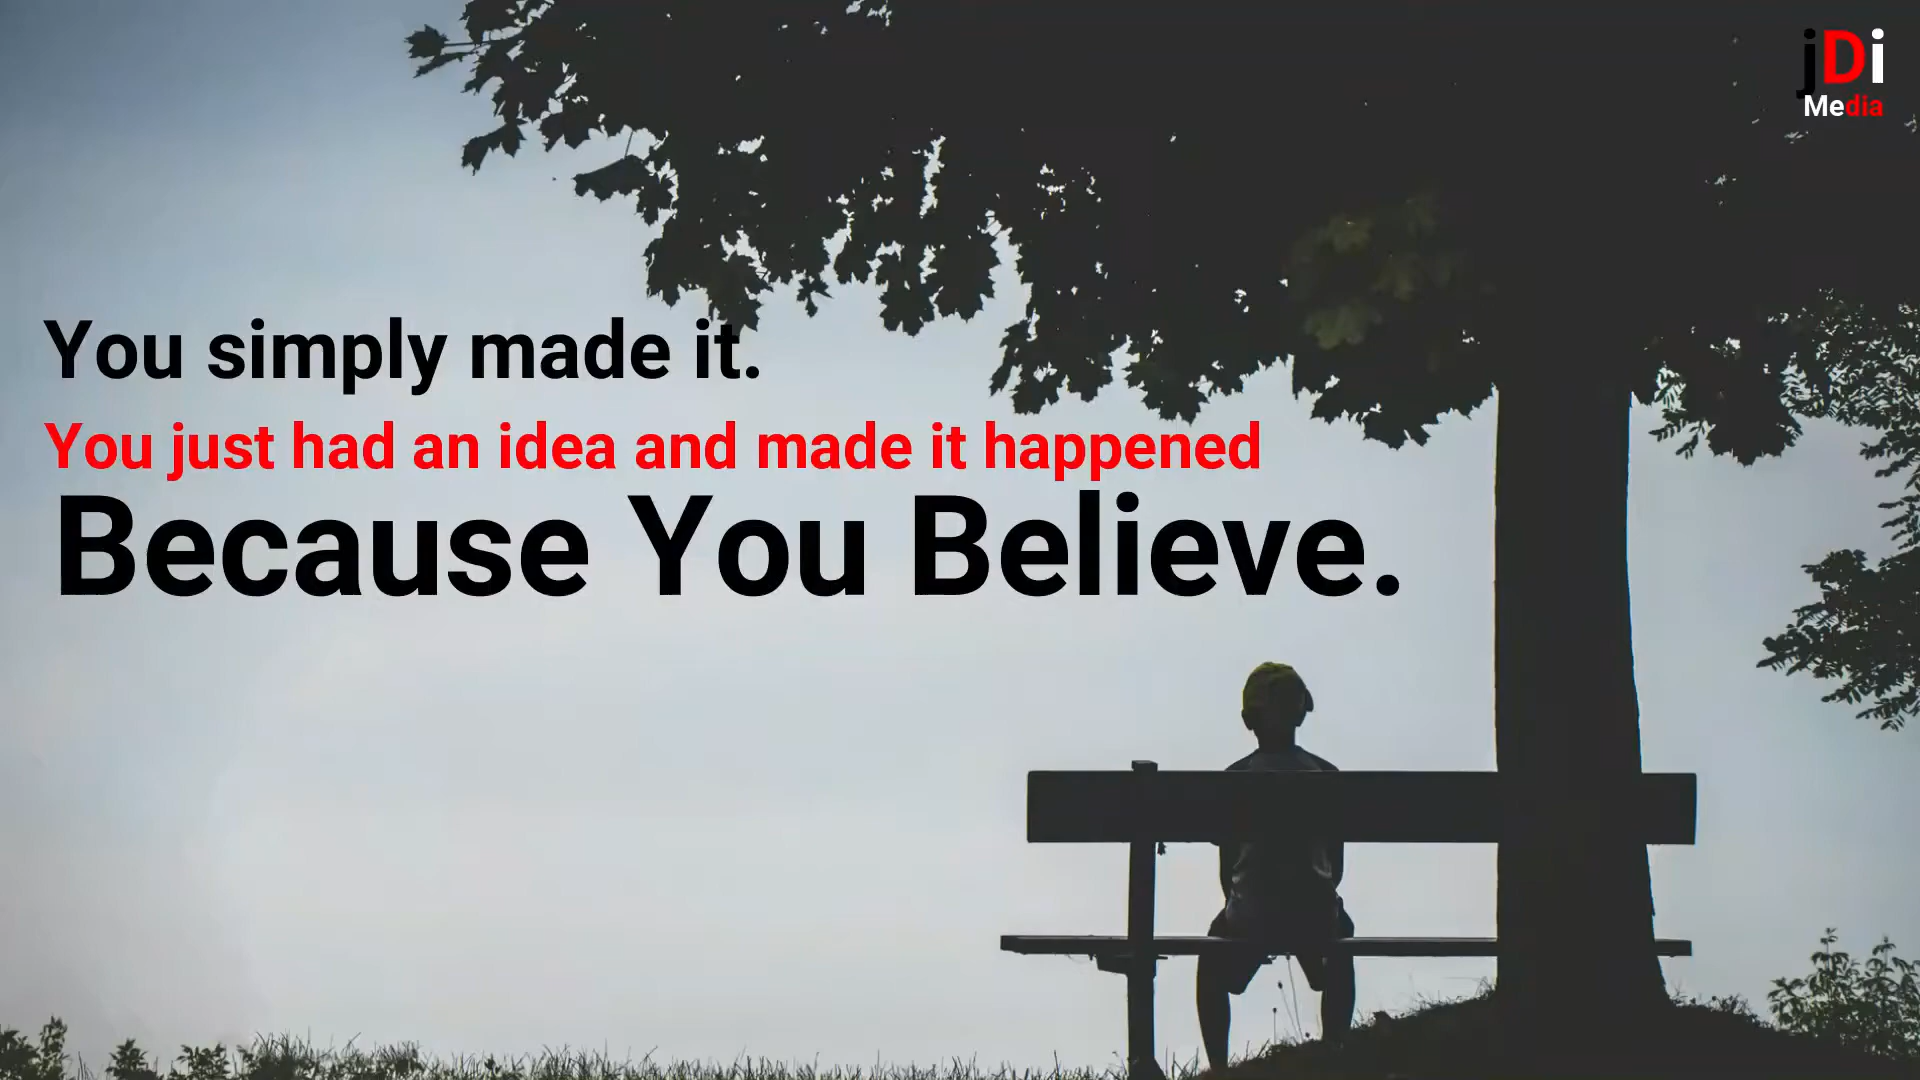 jDi
Media
You simply made it.
You just had an idea and made it happened
Because You Believe.